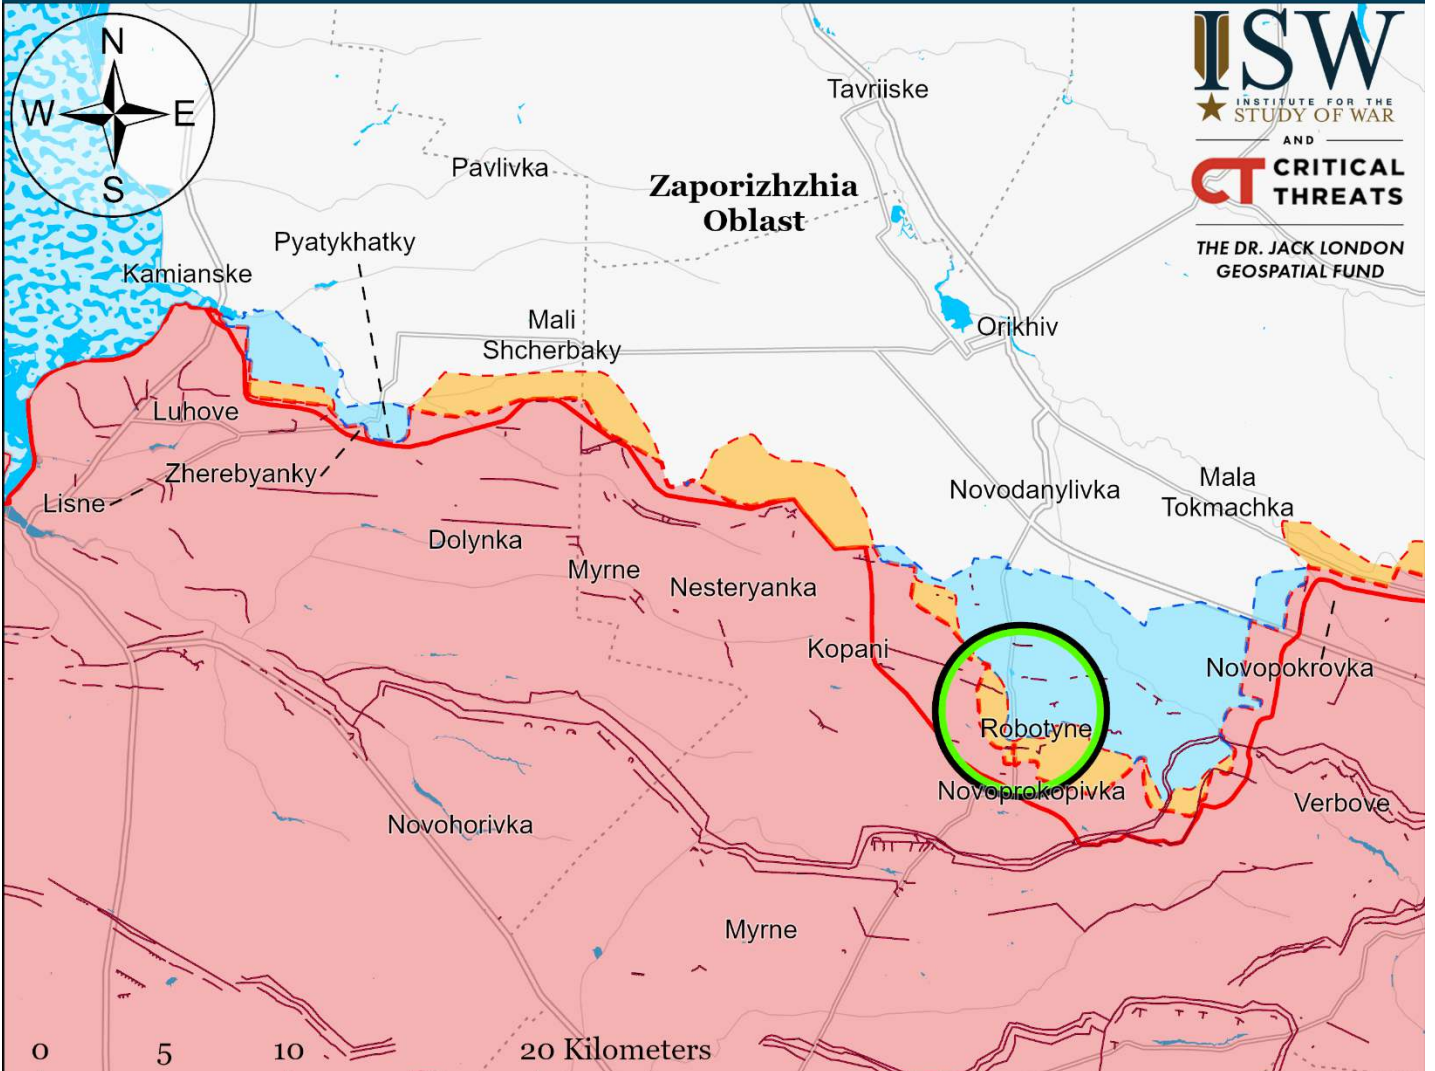 N
W E
S
ISW
INSTITUTE FOR THE
STUDY OF WAR
AND
CT CRITICAL
THREATS
THE DR. JACK LONDON
GEOSPATIAL FUND
Tavriiske
Pavlivka
Zaporizhzhia
Oblast
Pyatykhatky
Kamianske
Mali
Shcherbaky
Orikhiv
Luhove
Zherebyanky
Lisne
Novodanylivka
Mala
Tokmachka
Dolynka
Myrne
Nesteryanka
Kopani
Novopokrovka
Robotyne
Novoprokopivka
Verbove
Novohorivka
Myrne
0 5 10 20 Kilometers